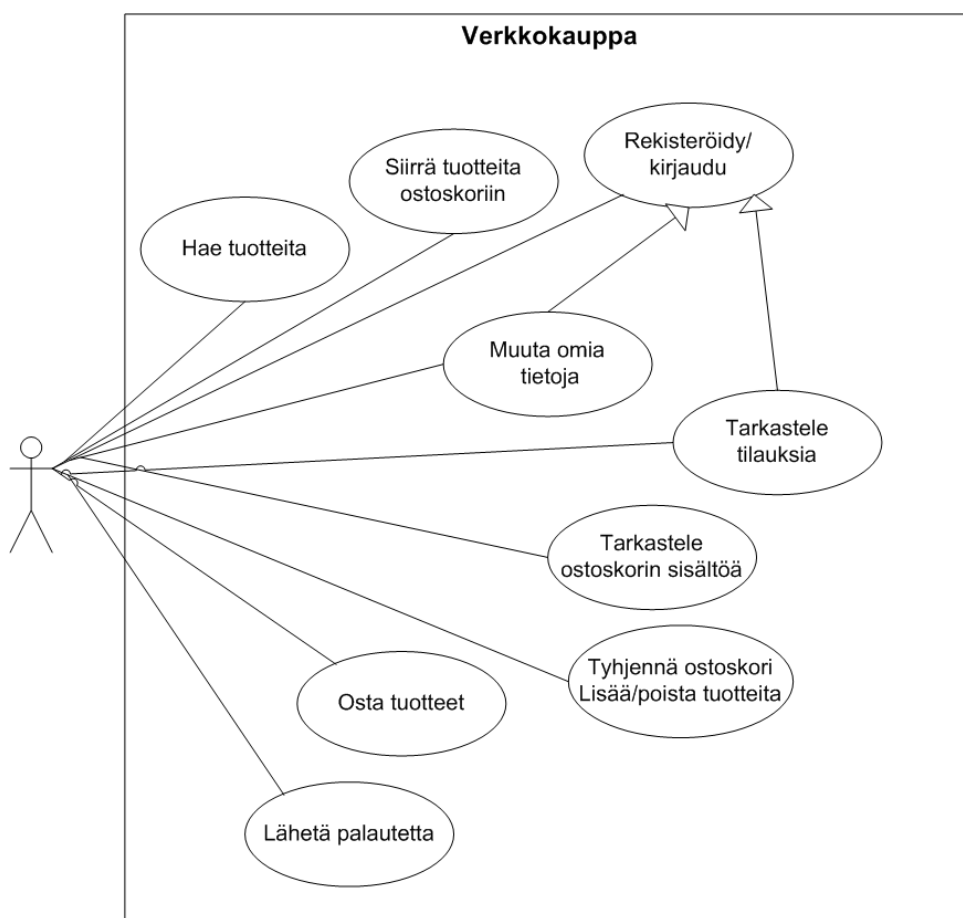 Verkkokauppa
Rekisteröidy/
kirjaudu
Siirrä tuotteita
ostoskoriin
Hae tuotteita
Muuta omia
tietoja
Tarkastele
tilauksia
Tarkastele
ostoskorin sisältöä
Tyhjennä ostoskori
Lisää/poista tuotteita
Osta tuotteet
Lähetä palautetta